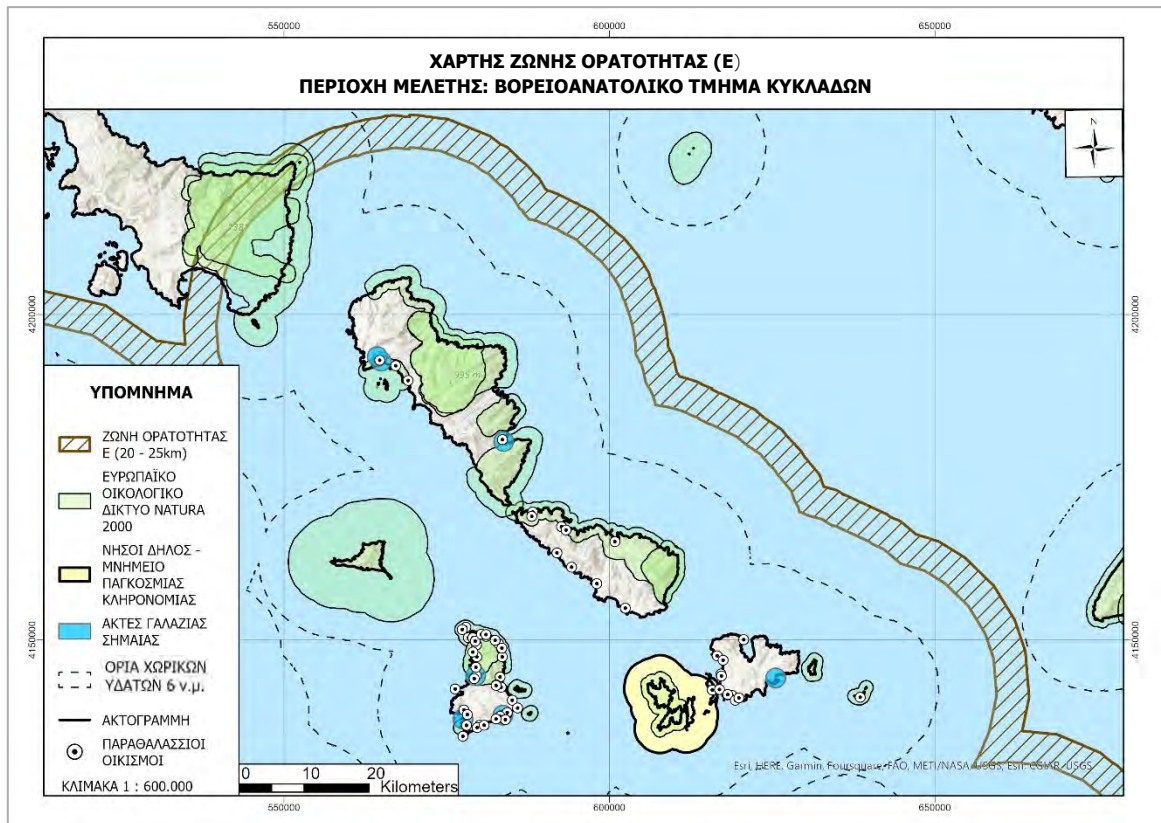 550000 600000 650000
ΧΑΡΤΗΣ ΖΩΝΗΣ ΟΡΑΤΟΤΗΤΑΣ (Ε)
ΠΕΡΙΟΧΗ ΜΕΛΕΤΗΣ: ΒΟΡΕΙΟΑΝΑΤΟΛΙΚΟ ΤΜΗΜΑ ΚΥΚΛΑΔΩΝ
Z
4200000 4200000
995 m
ΥΠΟΜΝΗΜΑ
ΖΩΝΗ ΟΡΑΤΟΤΗΤΑΣ
Ε (20 - 25km)
ΕΥΡΩΠΑΪΚΟ
ΟΙΚΟΛΟΓΙΚΟ
ΔΙΚΤΥΟ NATURA
2000
ΝΗΣΟΙ ΔΗΛΟΣ -
ΜΝΗΜΕΙΟ
ΠΑΓΚΟΣΜΙΑΣ
ΚΛΗΡΟΝΟΜΙΑΣ
ΑΚΤΕΣ ΓΑΛΑΖΙΑΣ
ΣΗΜΑΙΑΣ
ΟΡΙΑ ΧΩΡΙΚΩΝ
ΥΔΑΤΩΝ 6 ν.μ.
ΑΚΤΟΓΡΑΜΜΗ
ΠΑΡΑΘΑΛΑΣΣΙΟΙ
ΟΙΚΙΣΜΟΙ
ΚΛΙΜΑΚΑ 1 : 600.000
4150000 4150000
0 10 20
Kilometers
Esri, HERE, Garmin, Foursquare, FAO, METI/NASA, USGS, Esri, CGIAR, USGS
550000 600000 650000